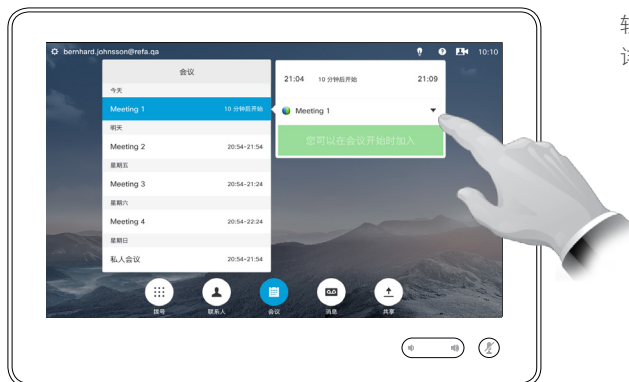 bernhard.johnsson@refa.qa
10:10
会议
今天
Meeting 1 10 分钟后开始
明天
Meeting 2 20:54-21:54
星期五
Meeting 3 20:54-21:24
星期六
Meeting 4 20:54-22:24
星期日
私人会议 20:54-21:54
21:04 10 分钟后开始 21:09
Meeting 1
您可以在会议开始时加入
拨号
联系人
会议
消息
共享